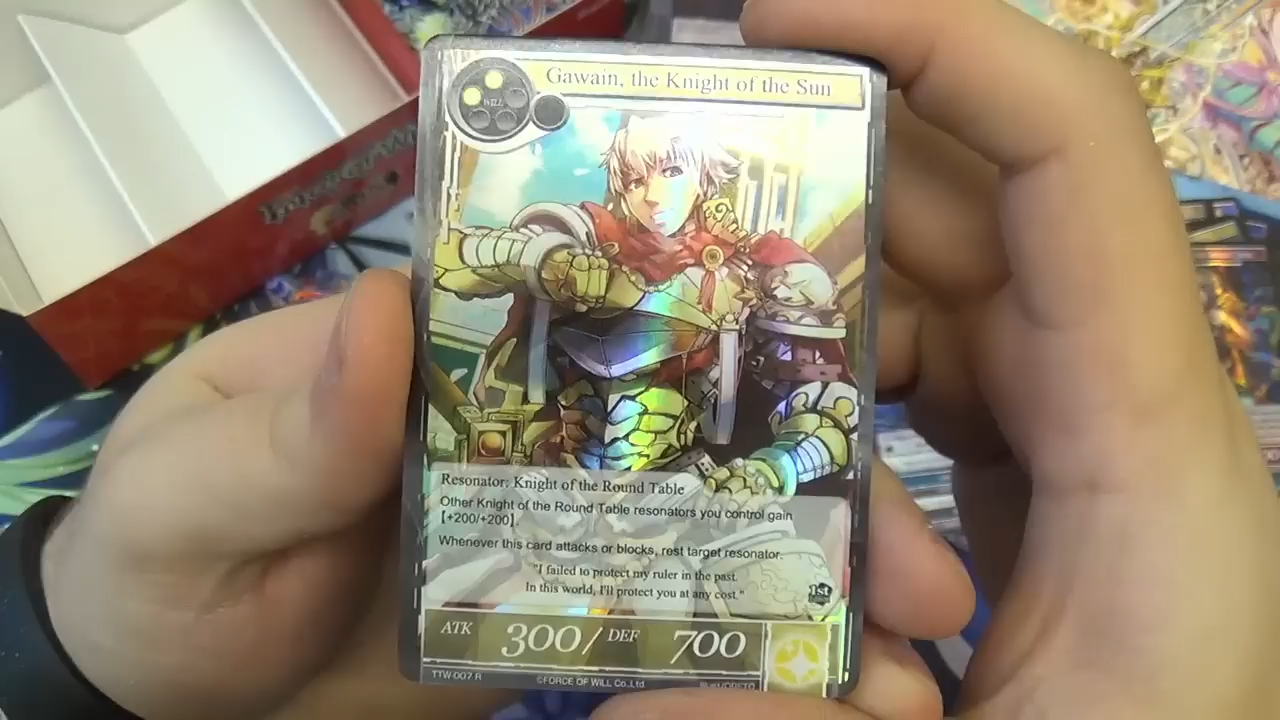 Gawain, the Knight of the Sun
WILL
Resonator: Knight of the Round Table
Other Knight of the Round Table resonators you control gain
[+200/+200].
Whenever this card attacks or blocks, rest target resonator.
"I failed to protect my ruler in the past.
In this world, I'll protect you at any cost."
1st
ATK 300/ DEF 700
TTW-007 R ©FORCE OF WILL Co.,Ltd.